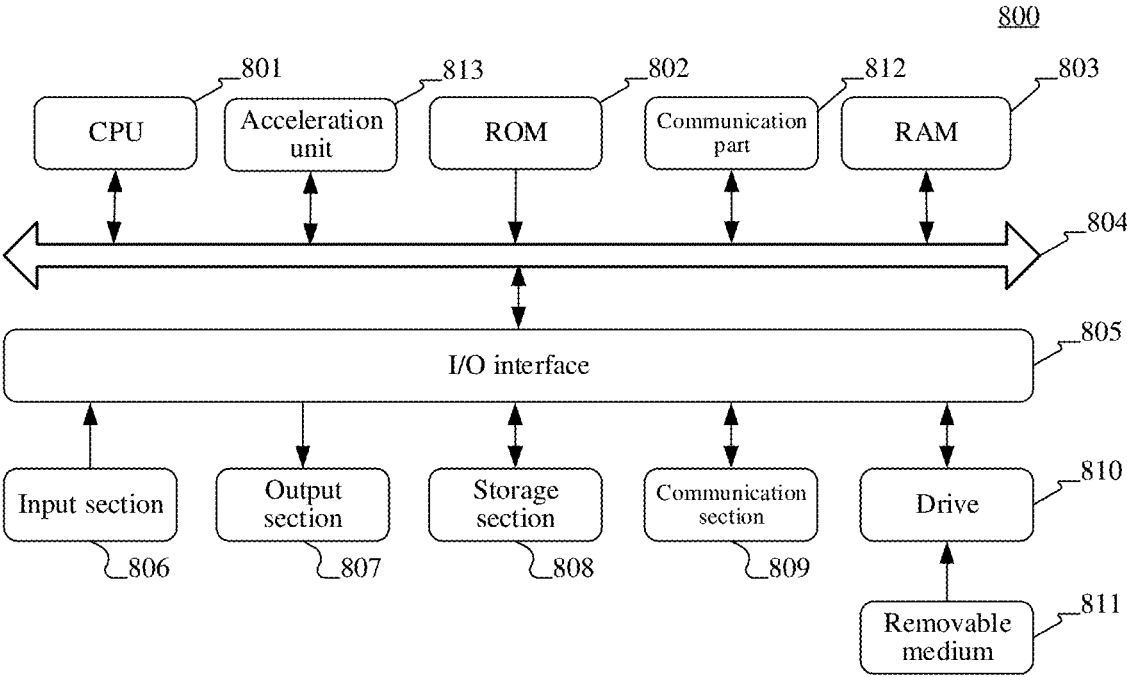 800
801
813
802
812
803
CPU
Acceleration
unit
ROM
Communication
part
RAM
804
805
I/O interface
Input section
Output
section
Storage
section
Communication
section
Drive
810
806
807
808
809
811
Removable
medium